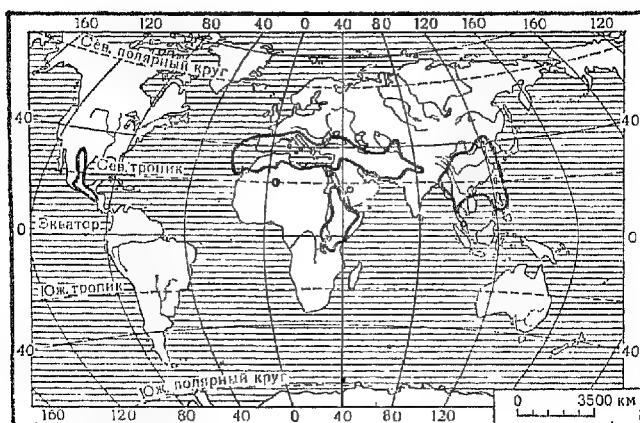 160 120 80 40 0 40 80 120 160 160 120
Сев. полярный круг
40 40
Сев. тропик
0 Экватор 0
Юж. тропик
40 40
Юж. полярный круг
160 120 80 40 0 40 80 120
0 3500 км